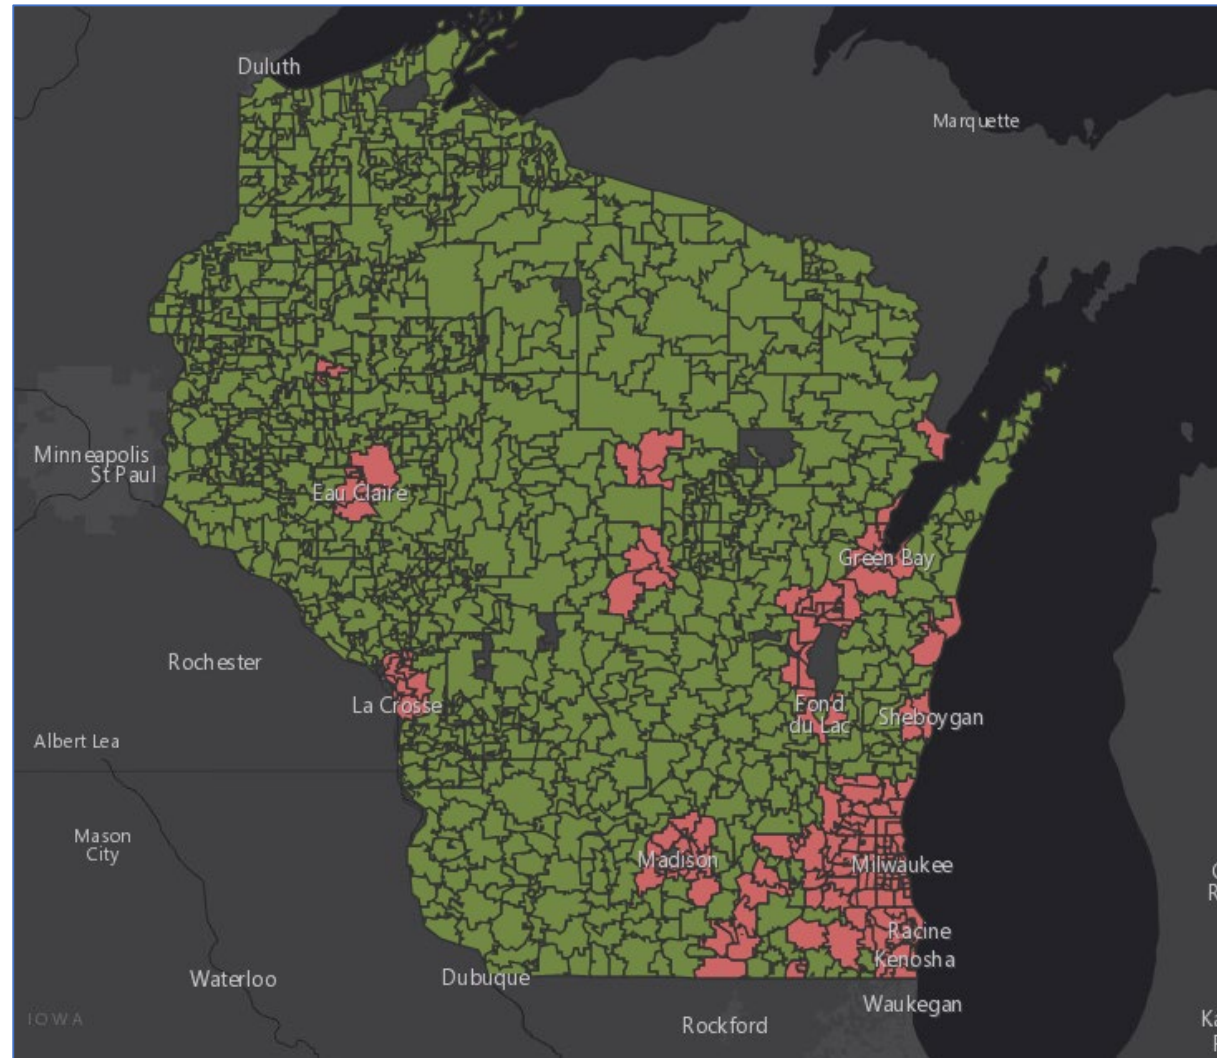 Duluth
Marquette
Minneapolis
St Paul
Eau Claire
Green Bay
Rochester
La Crosse
Fond
du Lac
Sheboygan
Albert Lea
Mason
City
Madison
Milwaukee
Racine
Kenosha
Waterloo
Dubuque
Waukegan
IOWA
Rockford